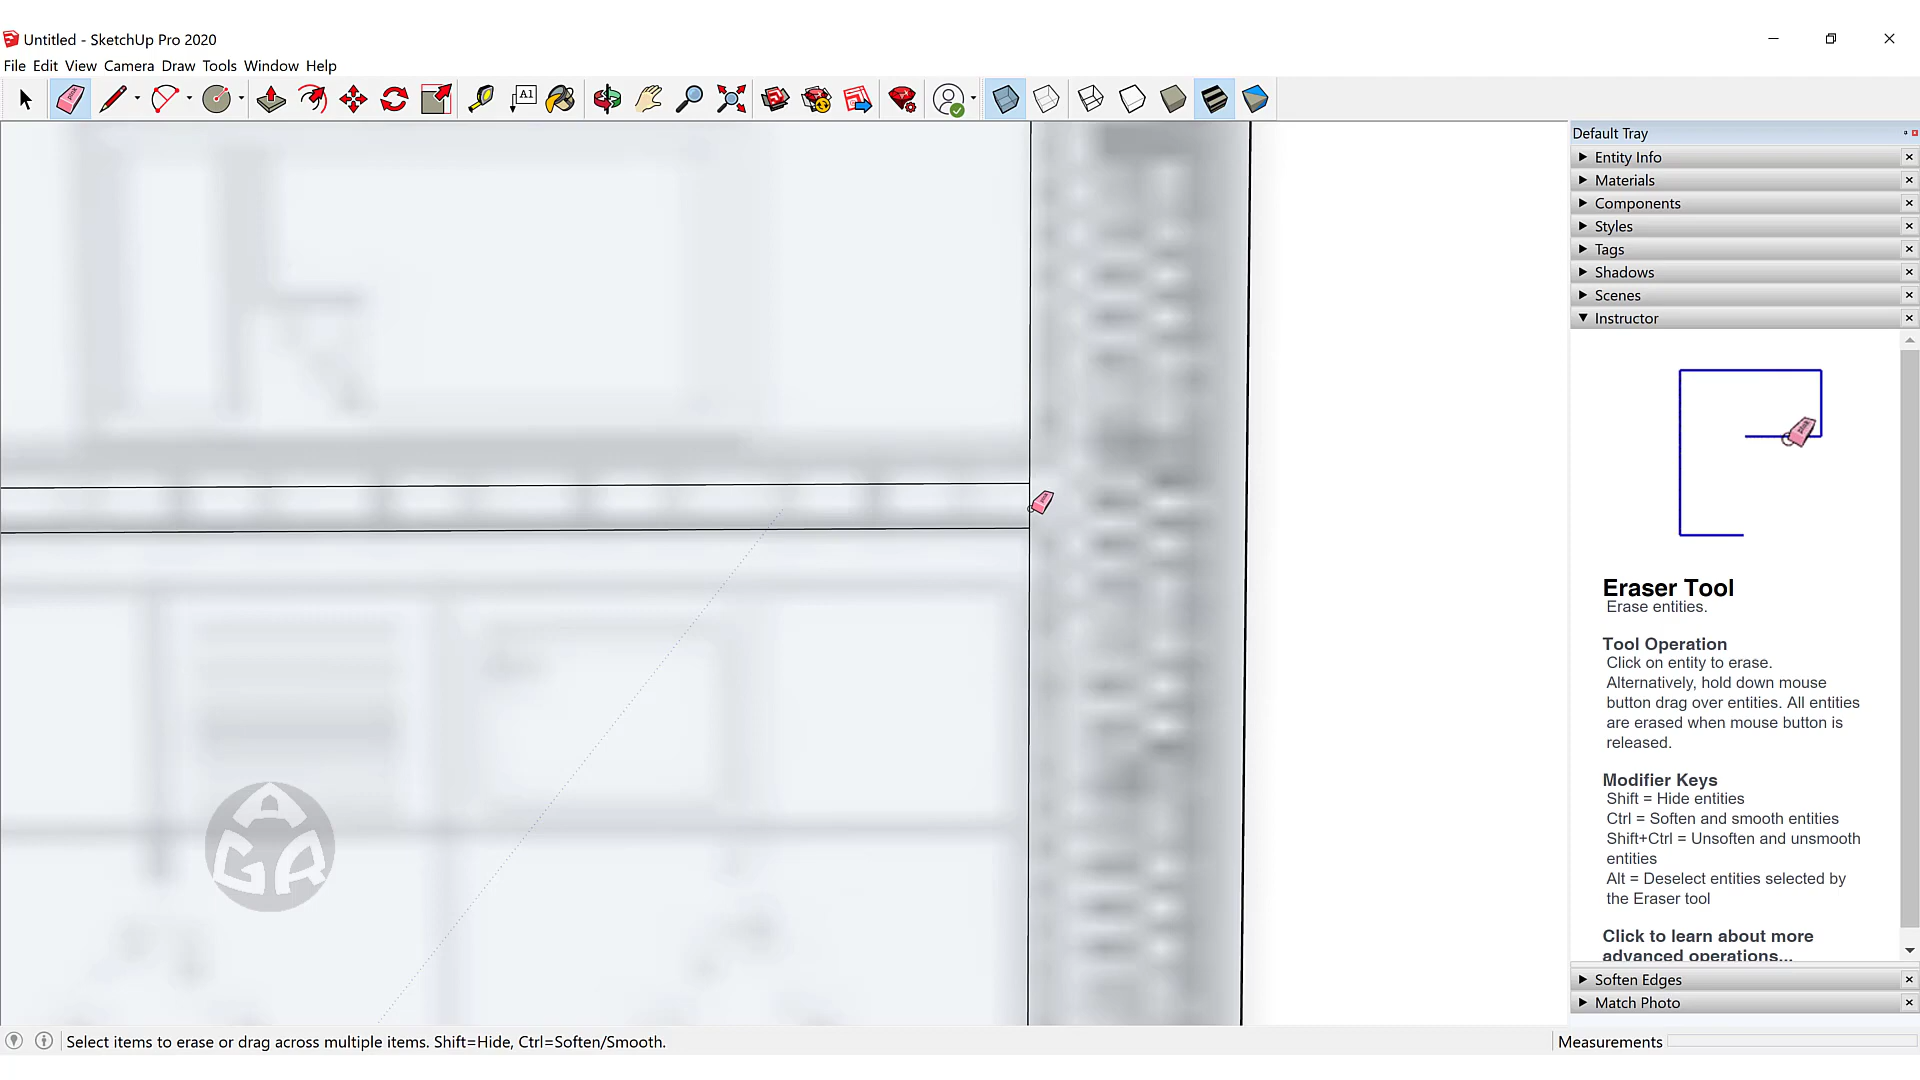 Untitled - SketchUp Pro 2020
File Edit View Camera Draw Tools Window Help
A1
Default Tray
Entity Info
Materials
Components
Styles
Tags
Shadows
Scenes
Instructor
Eraser Tool
Erase entities.
Tool Operation
Click on entity to erase.
Alternatively, hold down mouse
button drag over entities. All entities
are erased when mouse button is
released.
Modifier Keys
Shift = Hide entities
Ctrl = Soften and smooth entities
Shift+Ctrl = Unsoften and unsmooth
entities
Alt = Deselect entities selected by
the Eraser tool
Click to learn about more
advanced operations...
Soften Edges
Match Photo
AGA
Select items to erase or drag across multiple items. Shift=Hide, Ctrl=Soften/Smooth.
Measurements